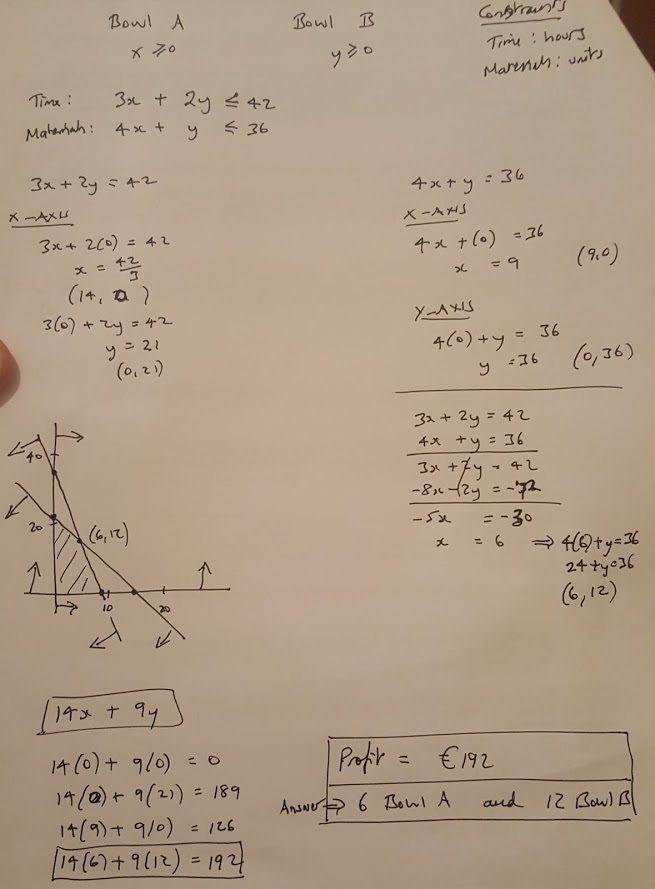 Bowl A Bowl B Constraints
x ≥0 y≥0 Time : hours
Materials: units
Time: 3x + 2y ≤ 42
Materials: 4x + y ≤ 36
3x + 2y = 42
X-AXIS
3x + 2(0) = 42
x = 42/3
(14, 0)
3(0) + 2y = 42
y = 21
(0,21)
4x + y = 36
X-AXIS
4x + (0) = 36
x = 9 (9,0)
Y-AXIS
4(0) + y = 36
y = 36 (0,36)
3x + 2y = 42
4x + y = 36
3x + 2y = 42
-8x - 2y = -72
-5x = -30
x = 6 ⇒ 4(6)+y=36
24+y=36
(6,12)
40
20
(6,12)
10 20
14x + 9y
14(0) + 9(0) = 0
14(0) + 9(21) = 189
14(9) + 9(0) = 126
14(6) + 9(12) = 192
Profit = €192
Answer ⇒ 6 Bowl A and 12 Bowl B